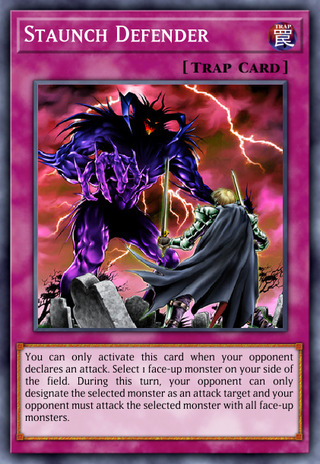 Staunch Defender
TRAP
罠
[Trap Card]
You can only activate this card when your opponent
declares an attack. Select 1 face-up monster on your side
of the field. During this turn, your opponent can only
designate the selected monster as an attack target and your
opponent must attack the selected monster with all face-up
monsters.